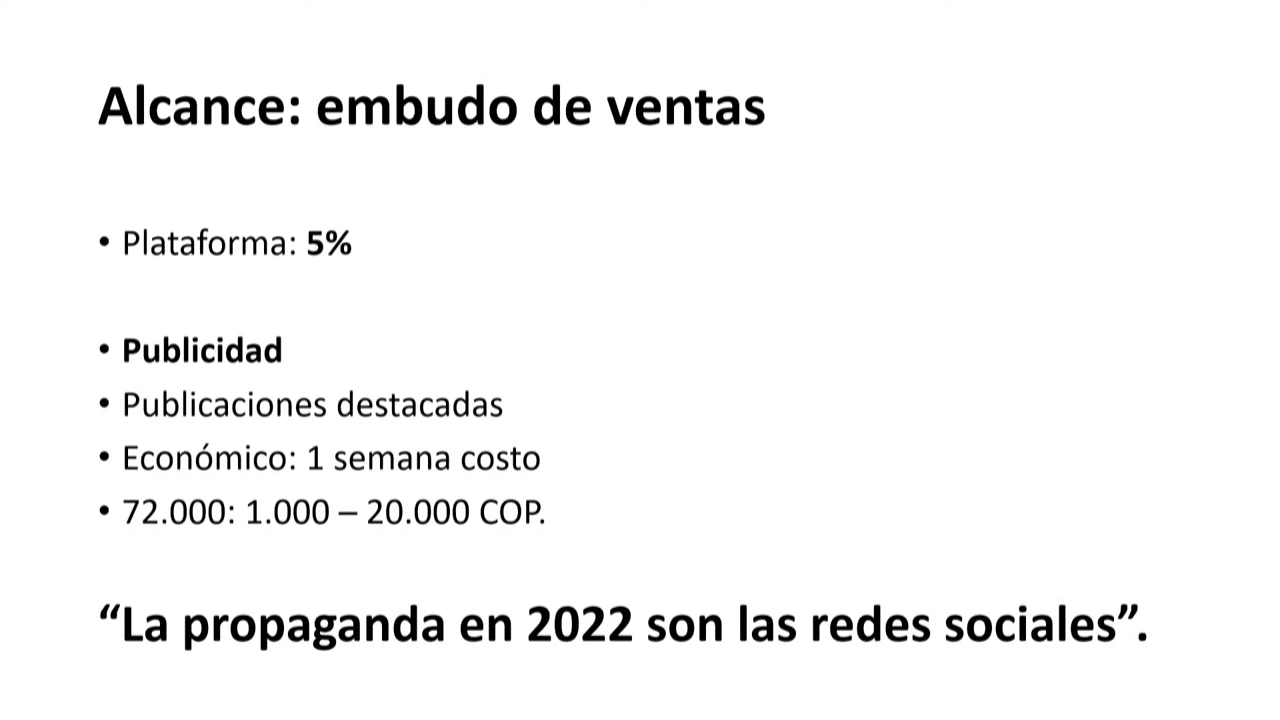 Alcance: embudo de ventas
• Plataforma: 5%
• Publicidad
• Publicaciones destacadas
• Económico: 1 semana costo
• 72.000: 1.000 – 20.000 COP.
“La propaganda en 2022 son las redes sociales”.